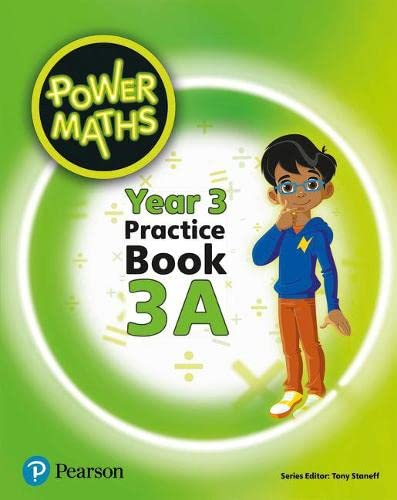 POWER
MATHS
Year 3
Practice
Book
3A
Pearson
Series Editor: Tony Staneff